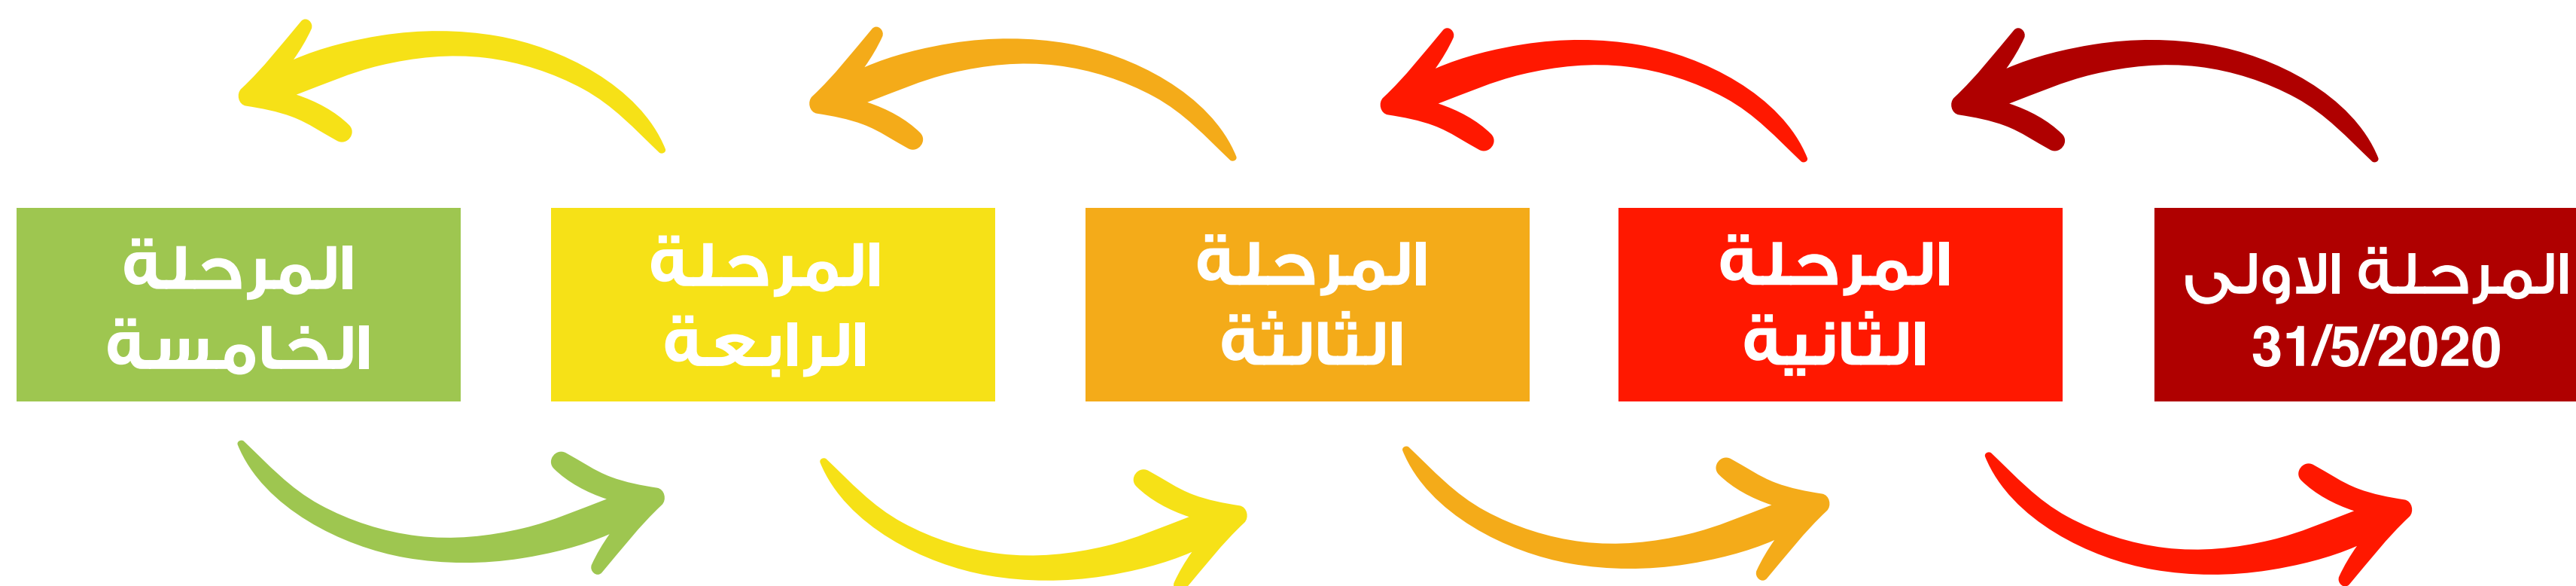 المرحلة الاولى
31/5/2020
المرحلة
الثانية
المرحلة
الثالثة
المرحلة
الرابعة
المرحلة
الخامسة